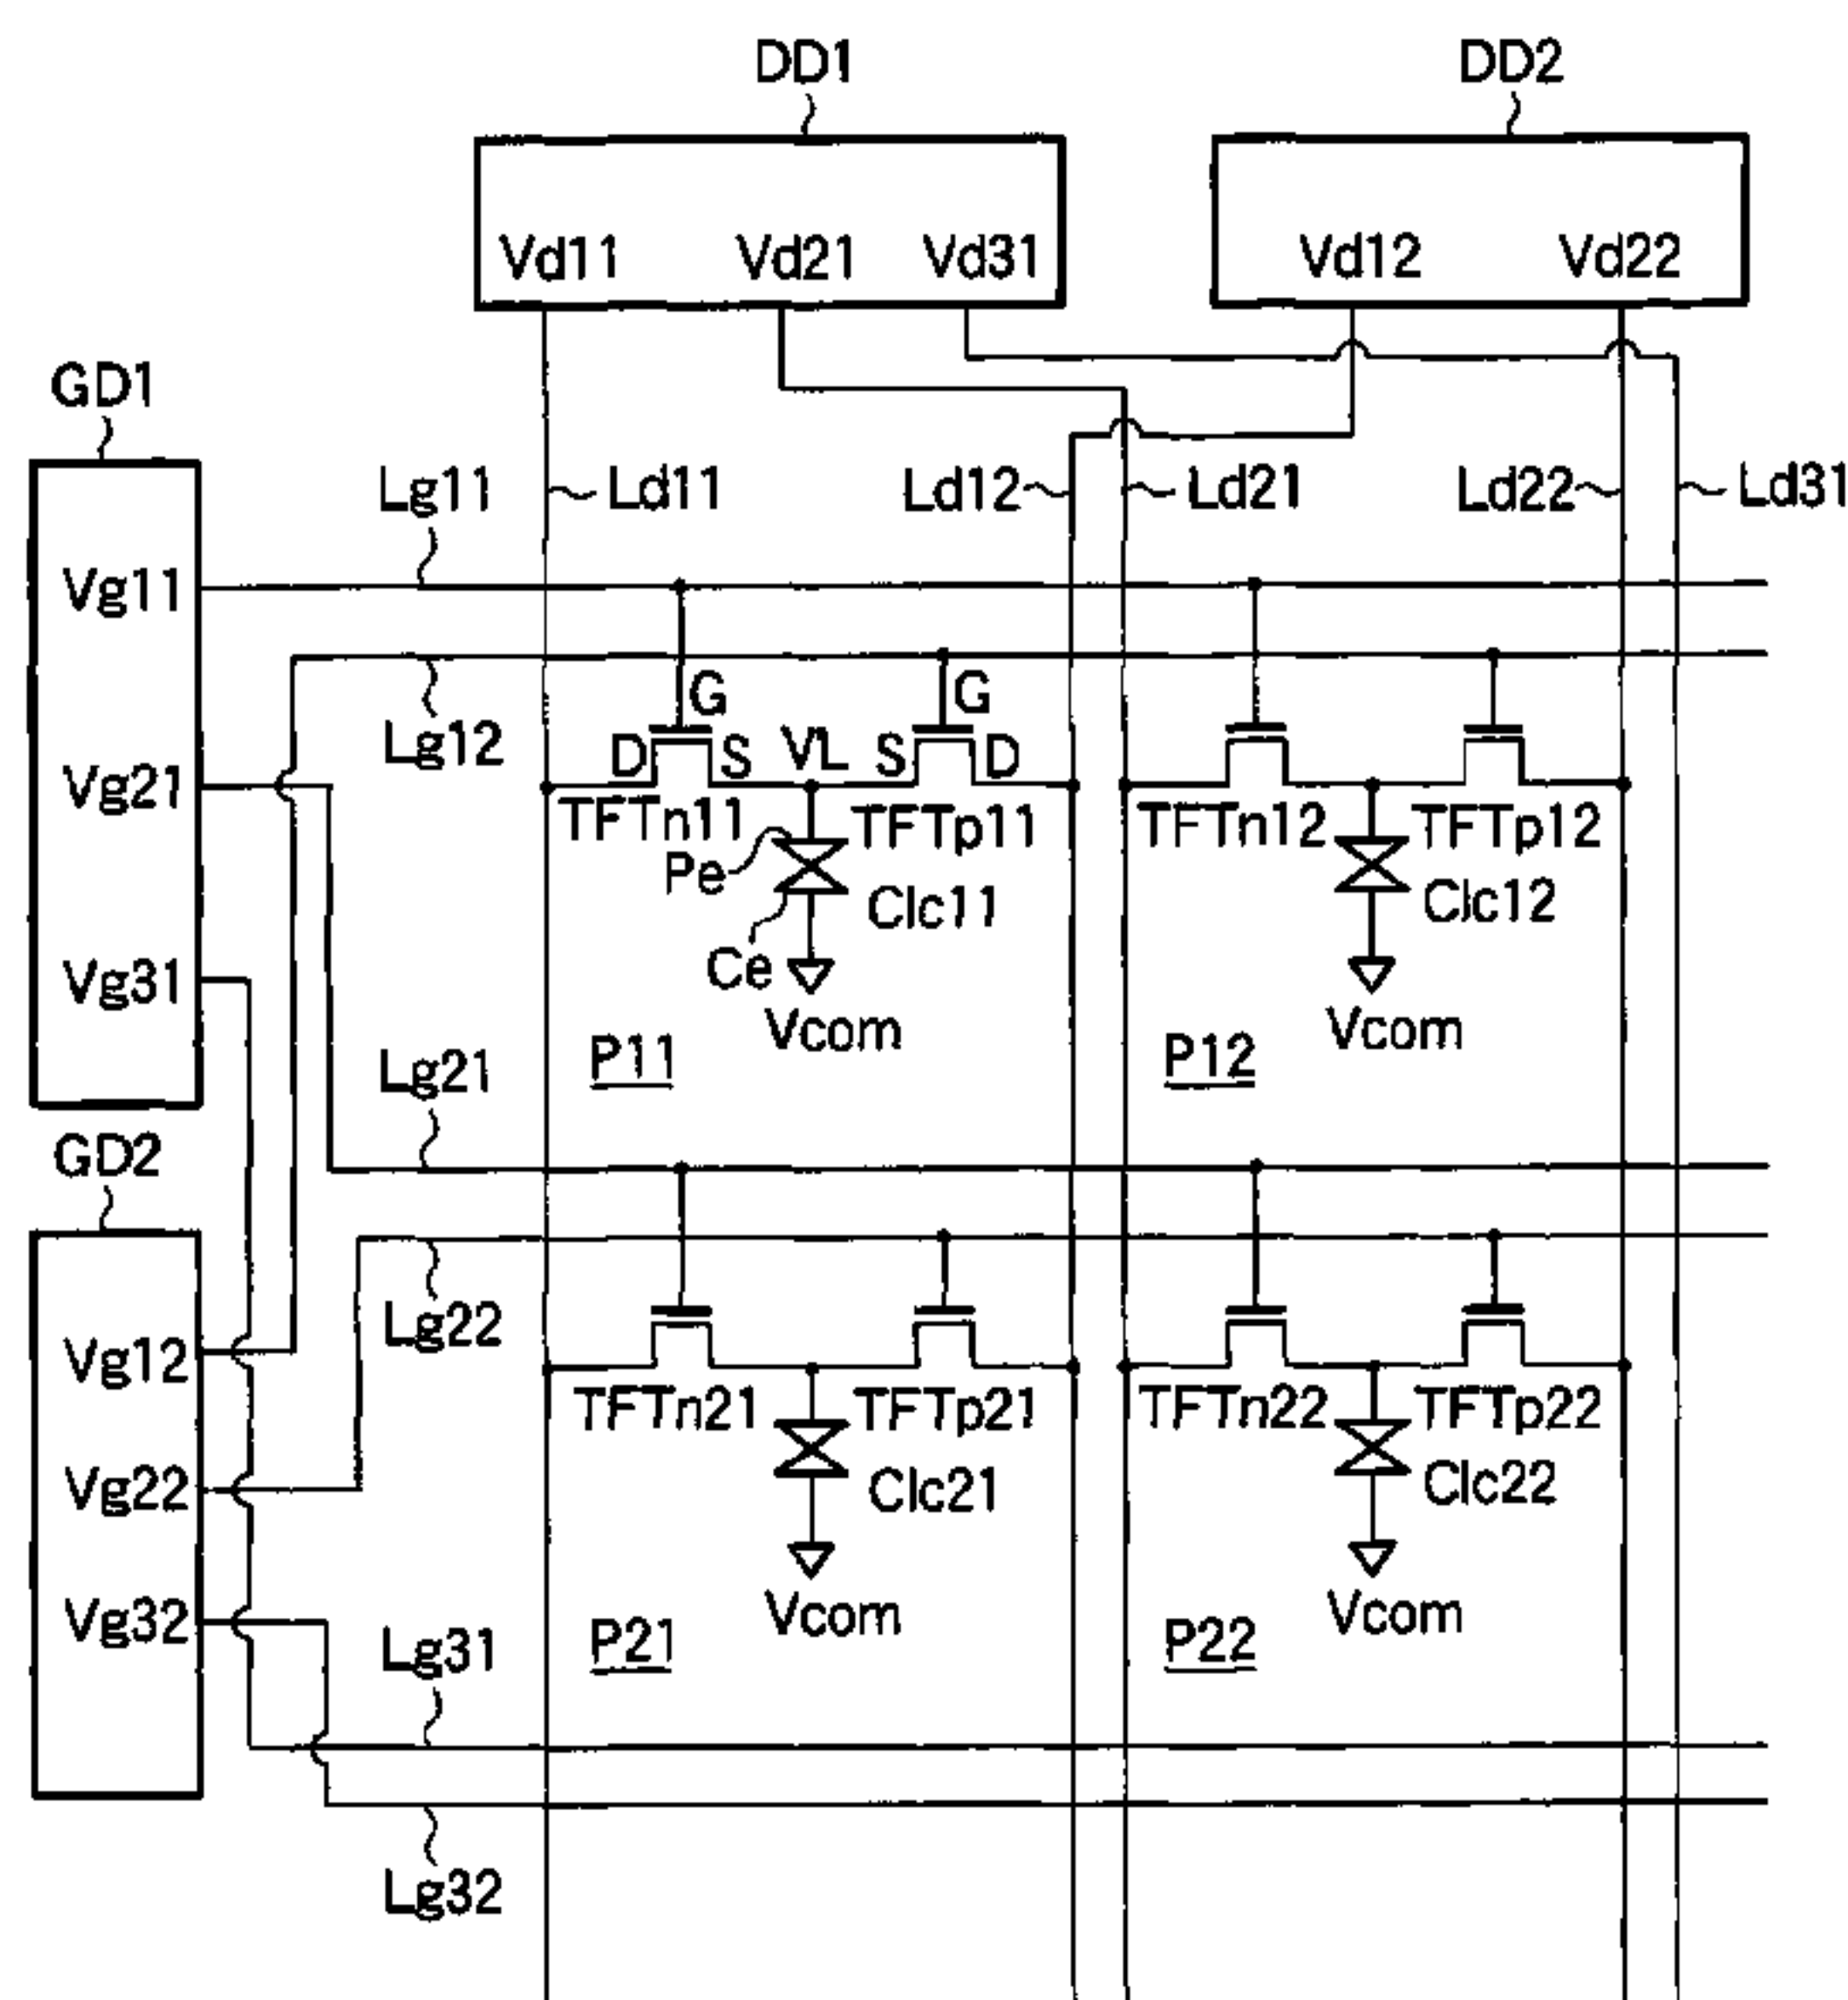 DD1 DD2
Vd11 Vd21 Vd31 Vd12 Vd22
GD1
Lg11 Ld11 Ld12 Ld21 Ld22 Ld31
Vg11
G G
Lg12 D S VL S D
Vg21
TFTn11 TFTp11 TFTn12 TFTp12
Pe
Clc11 Clc12
Vg31 Ce
Vcom Vcom
P11 P12
Lg21
GD2
Lg22
Vg12
TFTn21 TFTp21 TFTn22 TFTp22
Vg22 Clc21 Clc22
Vg32 Vcom Vcom
Lg31 P21 P22
Lg32